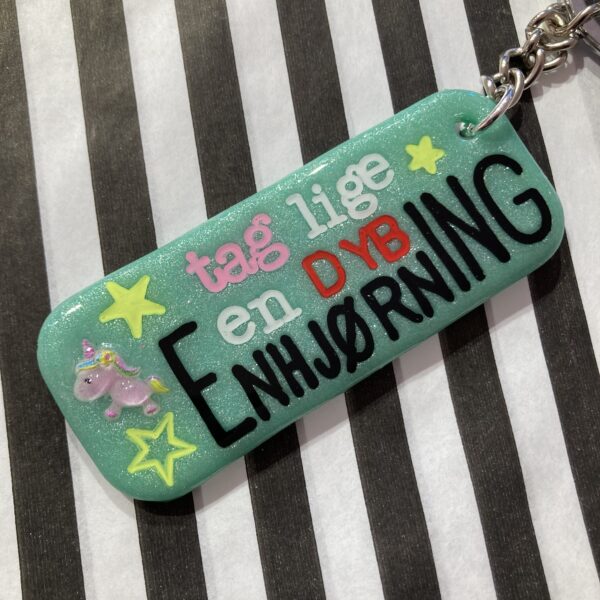 tag lige
en DYB
ENHJØRNING